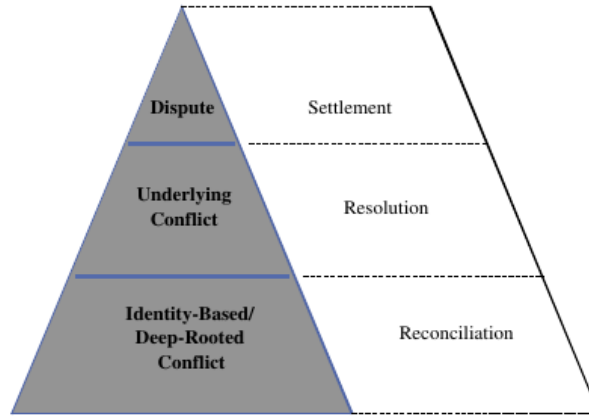 Dispute
Settlement
Underlying
Conflict
Resolution
Identity-Based/
Deep-Rooted
Conflict
Reconciliation